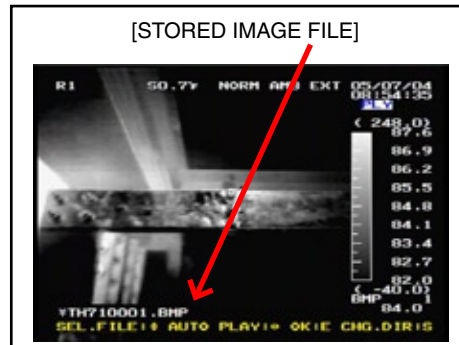 [STORED IMAGE FILE]
R1 50.7% NORM AMB EXT 05/07/04
08:54:35
PLY
( 248.0)
87.6
86.9
86.2
85.5
84.8
84.1
83.4
82.7
82.0
( -40.0)
BMP 1
84.0
¥TH710001.BMP
SEL.FILE:♦ AUTO PLAY:↔ OK:E CHG.DIR:S